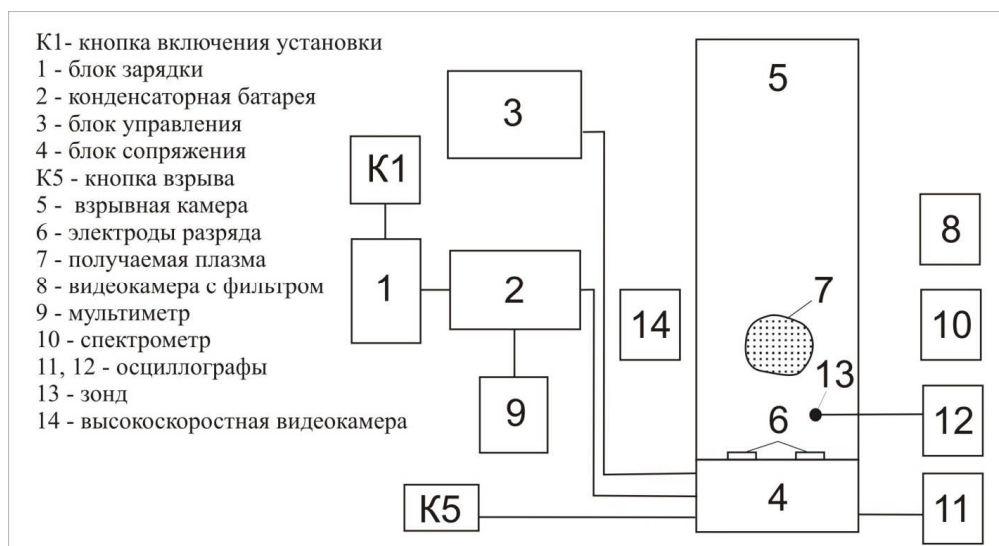 К1- кнопка включения установки
1 - блок зарядки
2 - конденсаторная батарея
3 - блок управления
4 - блок сопряжения
К5 - кнопка взрыва
5 -  взрывная камера
6 - электроды разряда
7 - получаемая плазма
8 - видеокамера с фильтром
9 - мультиметр
10 - спектрометр
11, 12 - осциллографы
13 - зонд
14 - высокоскоростная видеокамера
3
5
К1
8
1
2
7
14
10
13
9
6
12
К5
4
11